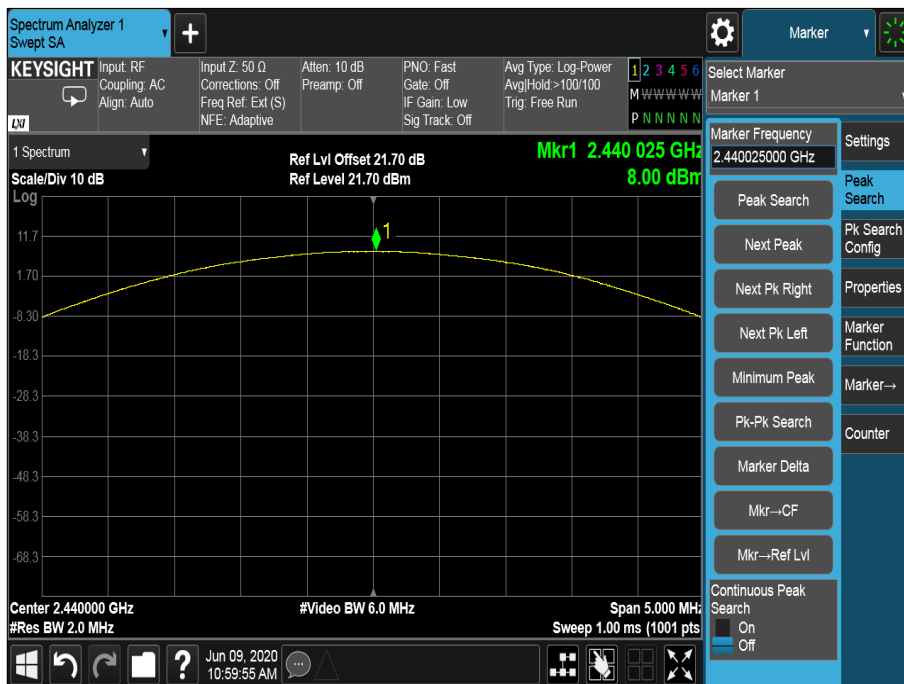 Spectrum Analyzer 1
Swept SA
+
Marker
KEYSIGHT
Input: RF
Coupling: AC
Align: Auto
Input Z: 50 Ω
Corrections: Off
Freq Ref: Ext (S)
NFE: Adaptive
Atten: 10 dB
Preamp: Off
PNO: Fast
Gate: Off
IF Gain: Low
Sig Track: Off
Avg Type: Log-Power
Avg|Hold:>100/100
Trig: Free Run
1 2 3 4 5 6
M W W W W W
P N N N N N
LXI
Select Marker
Marker 1
1 Spectrum
Scale/Div 10 dB
Ref Lvl Offset 21.70 dB
Ref Level 21.70 dBm
Mkr1 2.440 025 GHz
8.00 dBm
Log
1
11.7
1.70
-8.30
-18.3
-28.3
-38.3
-48.3
-58.3
-68.3
Center 2.440000 GHz
#Video BW 6.0 MHz
Span 5.000 MHz
#Res BW 2.0 MHz
Sweep 1.00 ms (1001 pts
Marker Frequency
2.440025000 GHz
Peak Search
Next Peak
Next Pk Right
Next Pk Left
Minimum Peak
Pk-Pk Search
Marker Delta
Mkr→CF
Mkr→Ref Lvl
Continuous Peak
Search
On
Off
Settings
Peak
Search
Pk Search
Config
Properties
Marker
Function
Marker→
Counter
?
Jun 09, 2020
10:59:55 AM